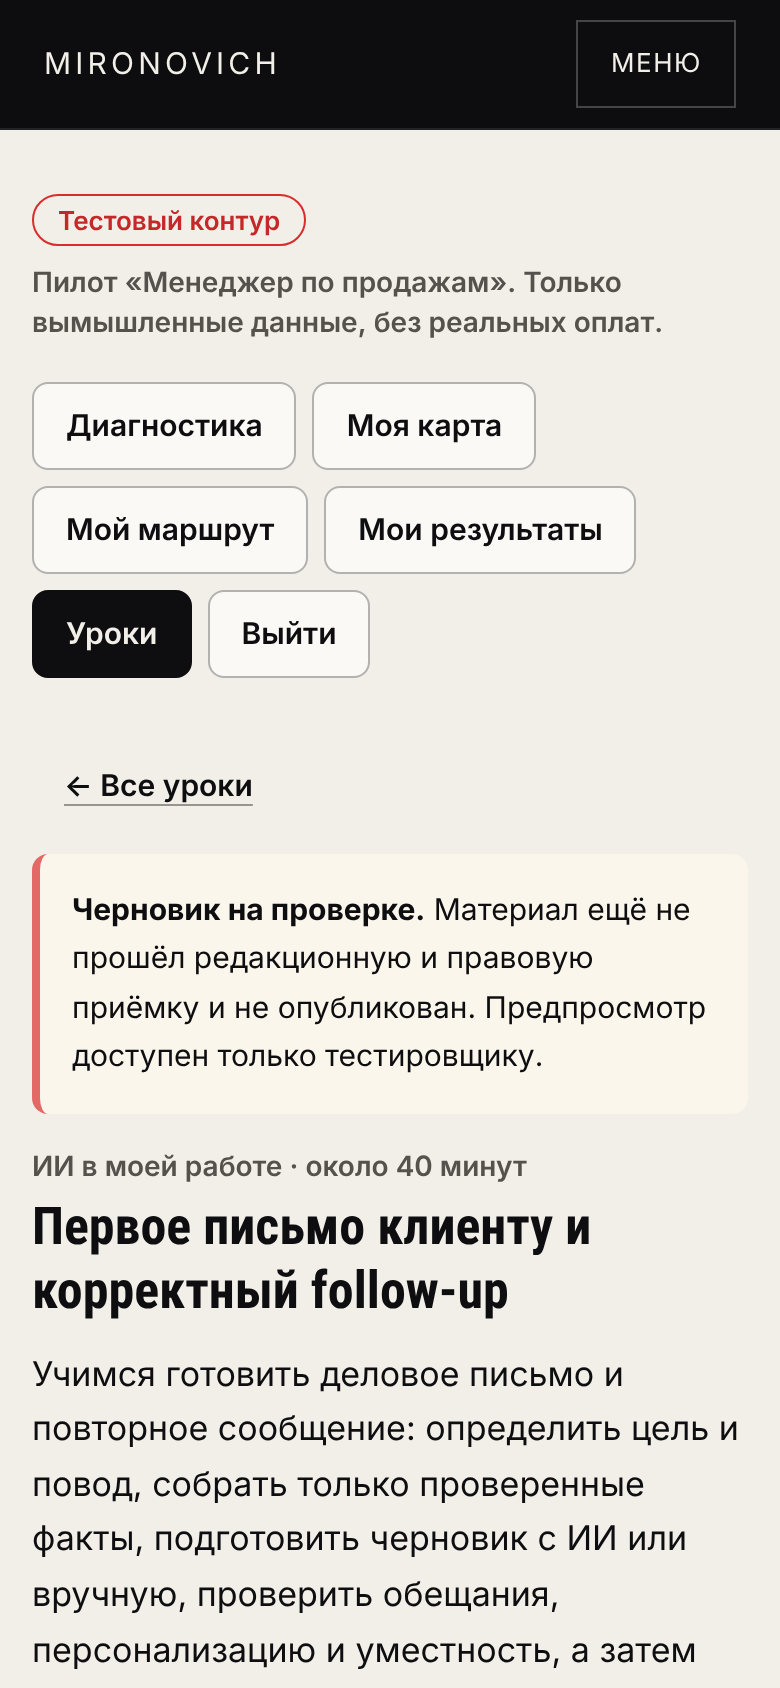 MIRONOVICH
МЕНЮ
Тестовый контур
Пилот «Менеджер по продажам». Только
вымышленные данные, без реальных оплат.
Диагностика
Моя карта
Мой маршрут
Мои результаты
Уроки
Выйти
← Все уроки
Черновик на проверке. Материал ещё не
прошёл редакционную и правовую
приёмку и не опубликован. Предпросмотр
доступен только тестировщику.
ИИ в моей работе · около 40 минут
Первое письмо клиенту и
корректный follow-up
Учимся готовить деловое письмо и
повторное сообщение: определить цель и
повод, собрать только проверенные
факты, подготовить черновик с ИИ или
вручную, проверить обещания,
персонализацию и уместность, а затем